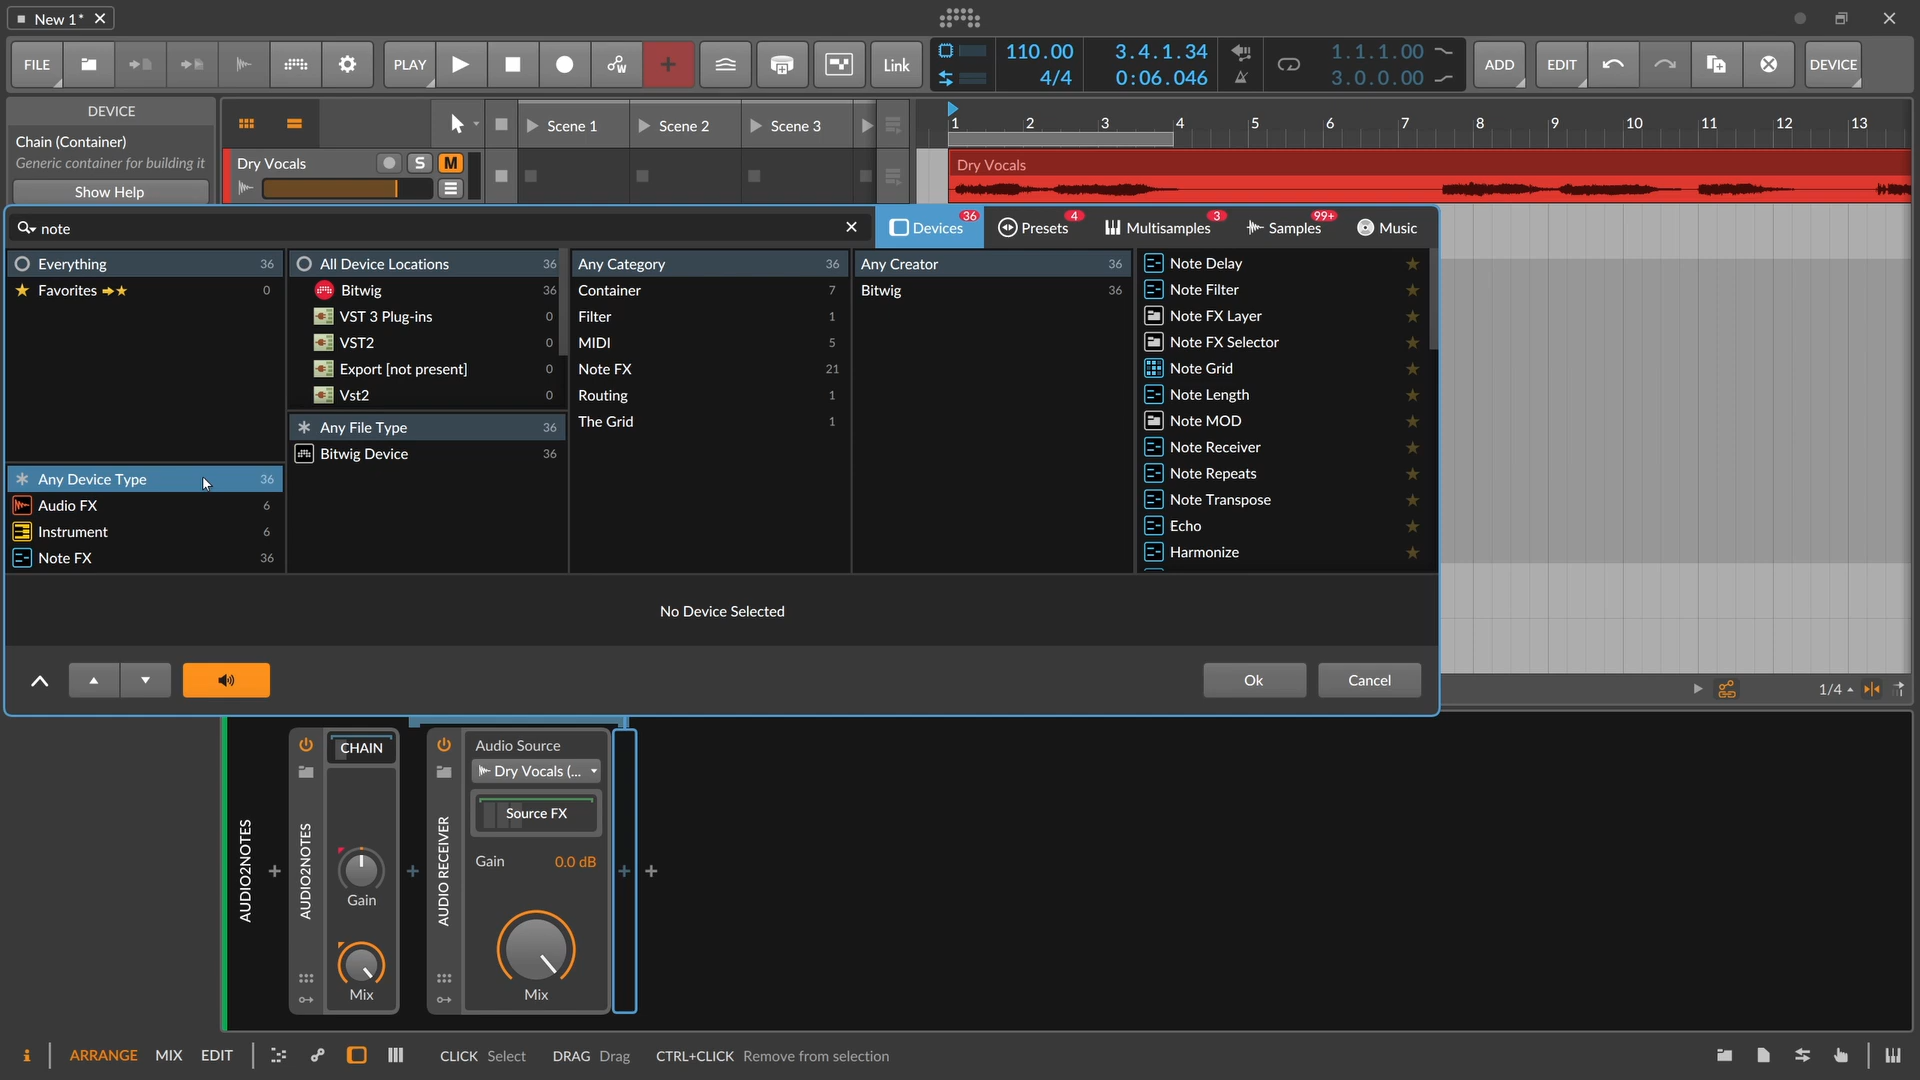 New 1*
FILE
PLAY
Link
110.00
4/4
3.4.1.34
0:06.046
1.1.1.00
3.0.0.00
ADD
EDIT
DEVICE
DEVICE
Chain (Container)
Generic container for building it
Show Help
Scene 1
Scene 2
Scene 3
Dry Vocals
S
M
1 2 3 4 5 6 7 8 9 10 11 12 13
Dry Vocals
note
Devices 36
Presets 4
Multisamples 3
Samples 99+
Music
Everything 36
Favorites 0
Any Device Type 36
Audio FX 6
Instrument 6
Note FX 36
All Device Locations 36
Bitwig 36
VST 3 Plug-ins 0
VST2 0
Export [not present] 0
Vst2 0
Any File Type 36
Bitwig Device 36
Any Category 36
Container 7
Filter 1
MIDI 5
Note FX 21
Routing 1
The Grid 1
Any Creator 36
Bitwig 36
Note Delay
Note Filter
Note FX Layer
Note FX Selector
Note Grid
Note Length
Note MOD
Note Receiver
Note Repeats
Note Transpose
Echo
Harmonize
No Device Selected
Ok
Cancel
1/4
AUDIO2NOTES
AUDIO2NOTES
CHAIN
Gain
Mix
AUDIO RECEIVER
Audio Source
Dry Vocals (...
Source FX
Gain 0.0 dB
Mix
i
ARRANGE
MIX
EDIT
CLICK Select
DRAG Drag
CTRL+CLICK Remove from selection